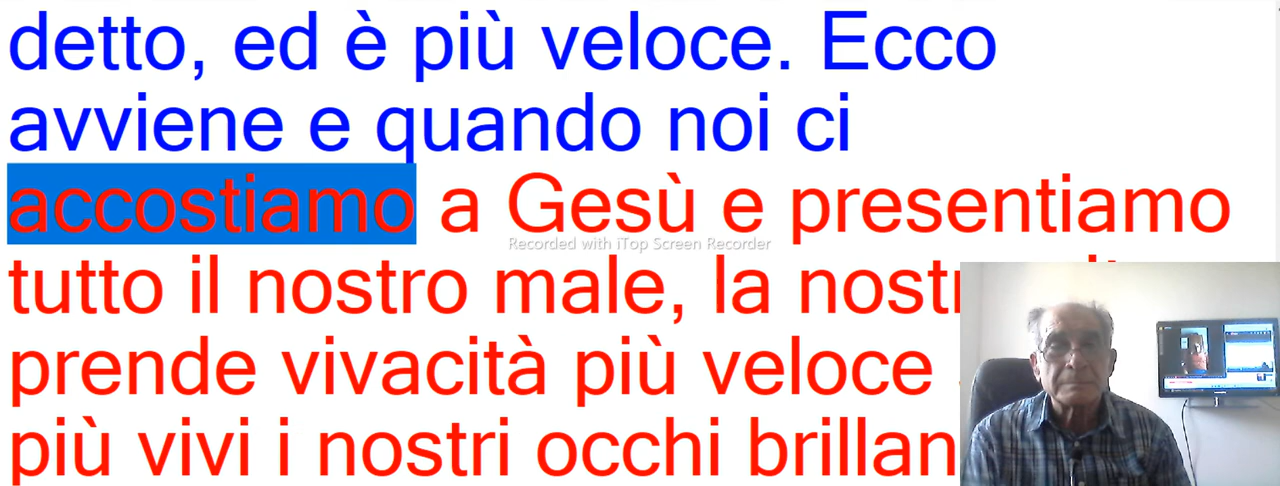 detto, ed è più veloce. Ecco
avviene e quando noi ci
accostiamo a Gesù e presentiamo
Recorded with iTop Screen Recorder
tutto il nostro male, la
prende vivacità più veloce
più vivi i nostri occhi